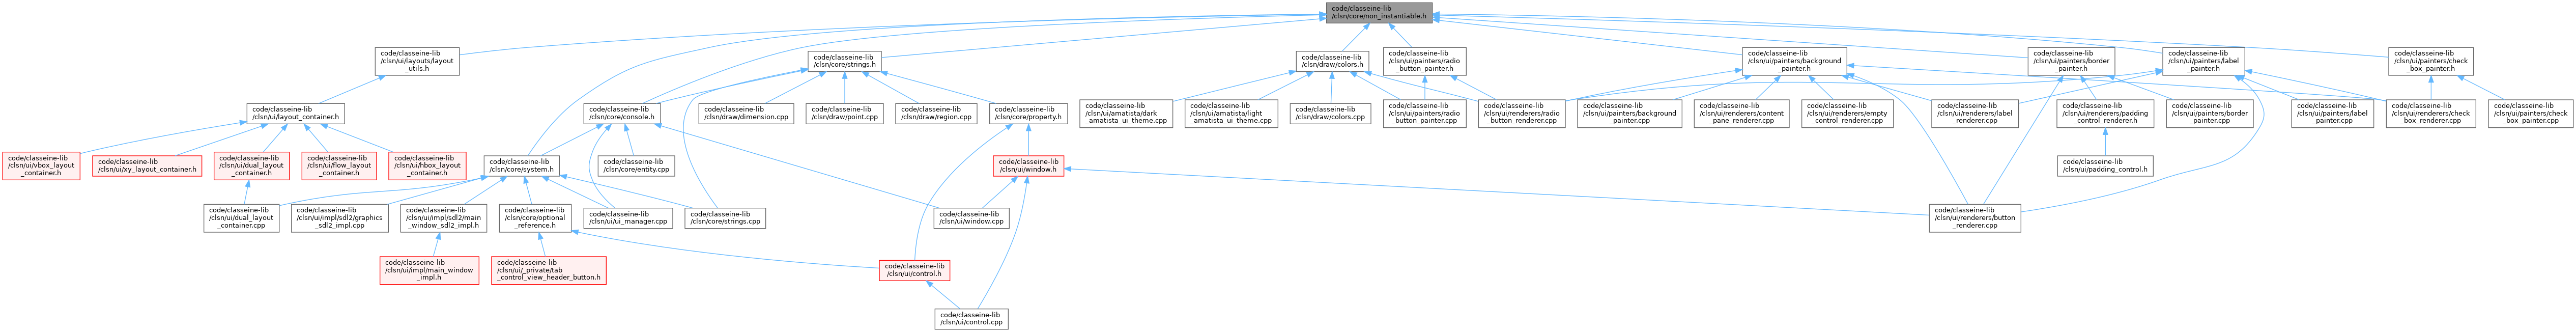 code/classeine-lib
/clsn/core/non_instantiable.h
code/classeine-lib
/clsn/ui/layouts/layout
_utils.h
code/classeine-lib
/clsn/core/strings.h
code/classeine-lib
/clsn/draw/colors.h
code/classeine-lib
/clsn/ui/painters/radio
_button_painter.h
code/classeine-lib
/clsn/ui/painters/background
_painter.h
code/classeine-lib
/clsn/ui/painters/border
_painter.h
code/classeine-lib
/clsn/ui/painters/label
_painter.h
code/classeine-lib
/clsn/ui/painters/check
_box_painter.h
code/classeine-lib
/clsn/ui/layout_container.h
code/classeine-lib
/clsn/core/console.h
code/classeine-lib
/clsn/draw/dimension.cpp
code/classeine-lib
/clsn/draw/point.cpp
code/classeine-lib
/clsn/draw/region.cpp
code/classeine-lib
/clsn/core/property.h
code/classeine-lib
/clsn/ui/amatista/dark
_amatista_ui_theme.cpp
code/classeine-lib
/clsn/ui/amatista/light
_amatista_ui_theme.cpp
code/classeine-lib
/clsn/draw/colors.cpp
code/classeine-lib
/clsn/ui/painters/radio
_button_painter.cpp
code/classeine-lib
/clsn/ui/renderers/radio
_button_renderer.cpp
code/classeine-lib
/clsn/ui/painters/background
_painter.cpp
code/classeine-lib
/clsn/ui/renderers/content
_pane_renderer.cpp
code/classeine-lib
/clsn/ui/renderers/empty
_control_renderer.cpp
code/classeine-lib
/clsn/ui/renderers/label
_renderer.cpp
code/classeine-lib
/clsn/ui/renderers/padding
_control_renderer.h
code/classeine-lib
/clsn/ui/painters/border
_painter.cpp
code/classeine-lib
/clsn/ui/painters/label
_painter.cpp
code/classeine-lib
/clsn/ui/renderers/check
_box_renderer.cpp
code/classeine-lib
/clsn/ui/painters/check
_box_painter.cpp
code/classeine-lib
/clsn/ui/vbox_layout
_container.h
code/classeine-lib
/clsn/ui/xy_layout_container.h
code/classeine-lib
/clsn/ui/dual_layout
_container.h
code/classeine-lib
/clsn/ui/flow_layout
_container.h
code/classeine-lib
/clsn/ui/hbox_layout
_container.h
code/classeine-lib
/clsn/core/system.h
code/classeine-lib
/clsn/core/entity.cpp
code/classeine-lib
/clsn/ui/window.h
code/classeine-lib
/clsn/ui/padding_control.h
code/classeine-lib
/clsn/ui/dual_layout
_container.cpp
code/classeine-lib
/clsn/ui/impl/sdl2/graphics
_sdl2_impl.cpp
code/classeine-lib
/clsn/ui/impl/sdl2/main
_window_sdl2_impl.h
code/classeine-lib
/clsn/core/optional
_reference.h
code/classeine-lib
/clsn/ui/ui_manager.cpp
code/classeine-lib
/clsn/core/strings.cpp
code/classeine-lib
/clsn/ui/window.cpp
code/classeine-lib
/clsn/ui/renderers/button
_renderer.cpp
code/classeine-lib
/clsn/ui/impl/main_window
_impl.h
code/classeine-lib
/clsn/ui/_private/tab
_control_view_header_button.h
code/classeine-lib
/clsn/ui/control.h
code/classeine-lib
/clsn/ui/control.cpp